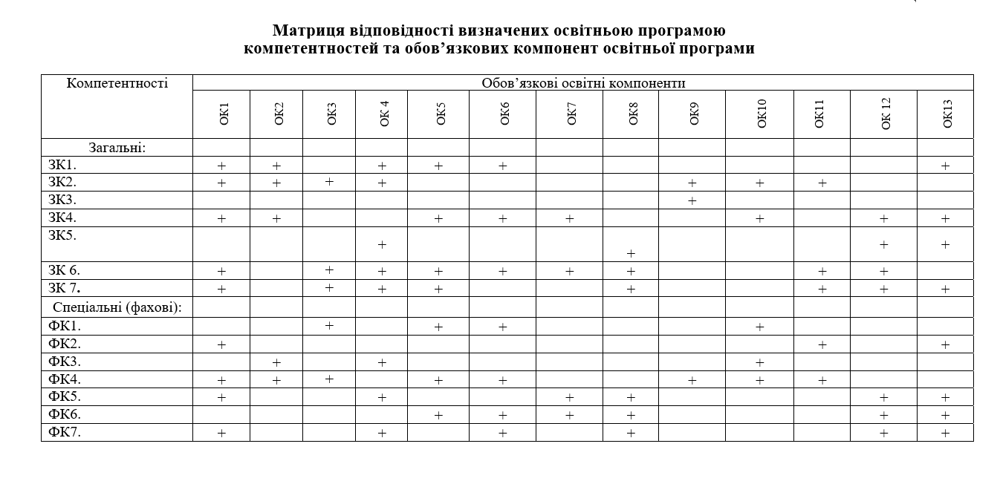 Матриця відповідності визначених освітньою програмою
компетентностей та обов’язкових компонент освітньої програми
Компетентності Обов’язкові освітні компоненти
ОК1 ОК2 ОК3 ОК 4 ОК5 ОК6 ОК7 ОК8 ОК9 ОК10 ОК11 ОК 12 ОК13
Загальні:
ЗК1. + + + + + +
ЗК2. + + + + + + +
ЗК3. +
ЗК4. + + + + + + + +
ЗК5. + + + +
ЗК 6. + + + + + + + + +
ЗК 7. + + + + + + + +
Спеціальні (фахові):
ФК1. + + + +
ФК2. + + +
ФК3. + + +
ФК4. + + + + + + + +
ФК5. + + + + + +
ФК6. + + + + + +
ФК7. + + + + + +